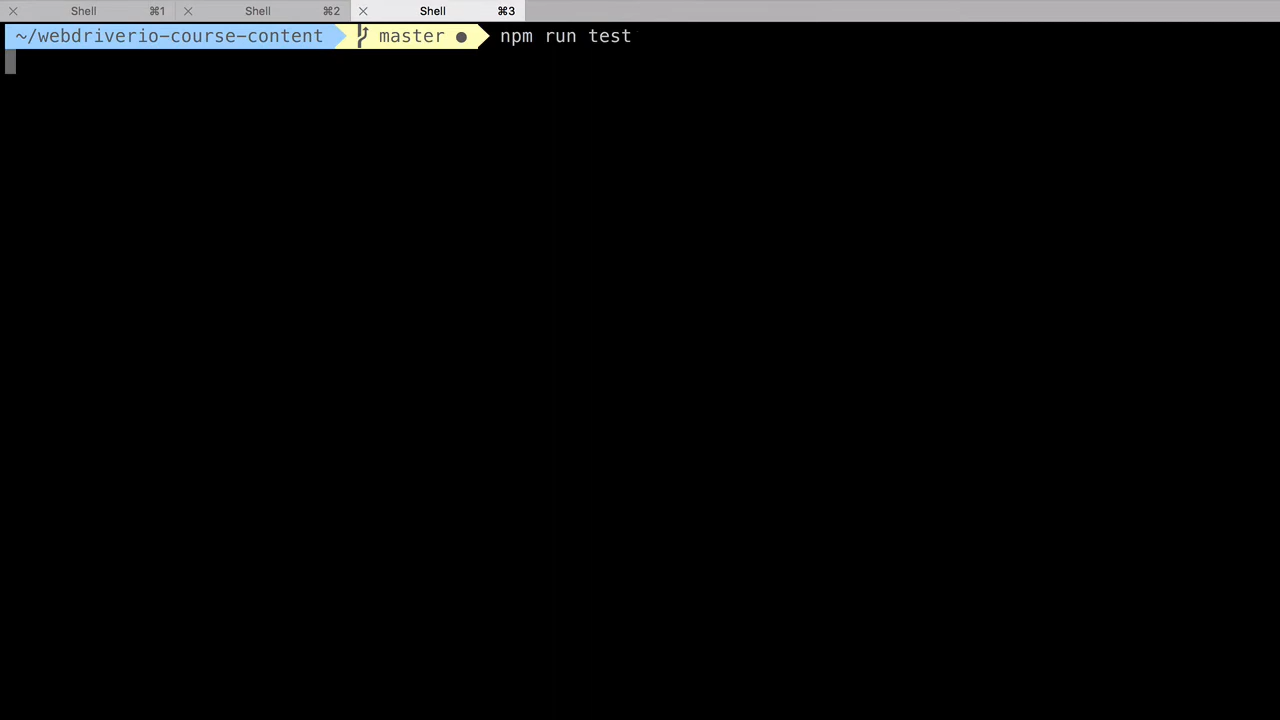 Shell ⌘1 Shell ⌘2 Shell ⌘3
~/webdriverio-course-content master ● npm run test